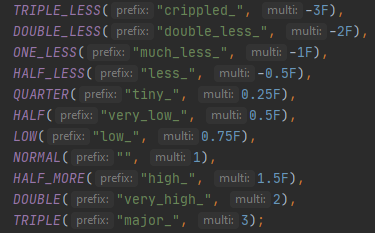 TRIPLE_LESS( prefix: "crippled_", multi: -3F),
DOUBLE_LESS( prefix: "double_less_", multi: -2F),
ONE_LESS( prefix: "much_less_", multi: -1F),
HALF_LESS( prefix: "less_", multi: -0.5F),
QUARTER( prefix: "tiny_", multi: 0.25F),
HALF( prefix: "very_low_", multi: 0.5F),
LOW( prefix: "low_", multi: 0.75F),
NORMAL( prefix: "", multi: 1),
HALF_MORE( prefix: "high_", multi: 1.5F),
DOUBLE( prefix: "very_high_", multi: 2),
TRIPLE( prefix: "major_", multi: 3);